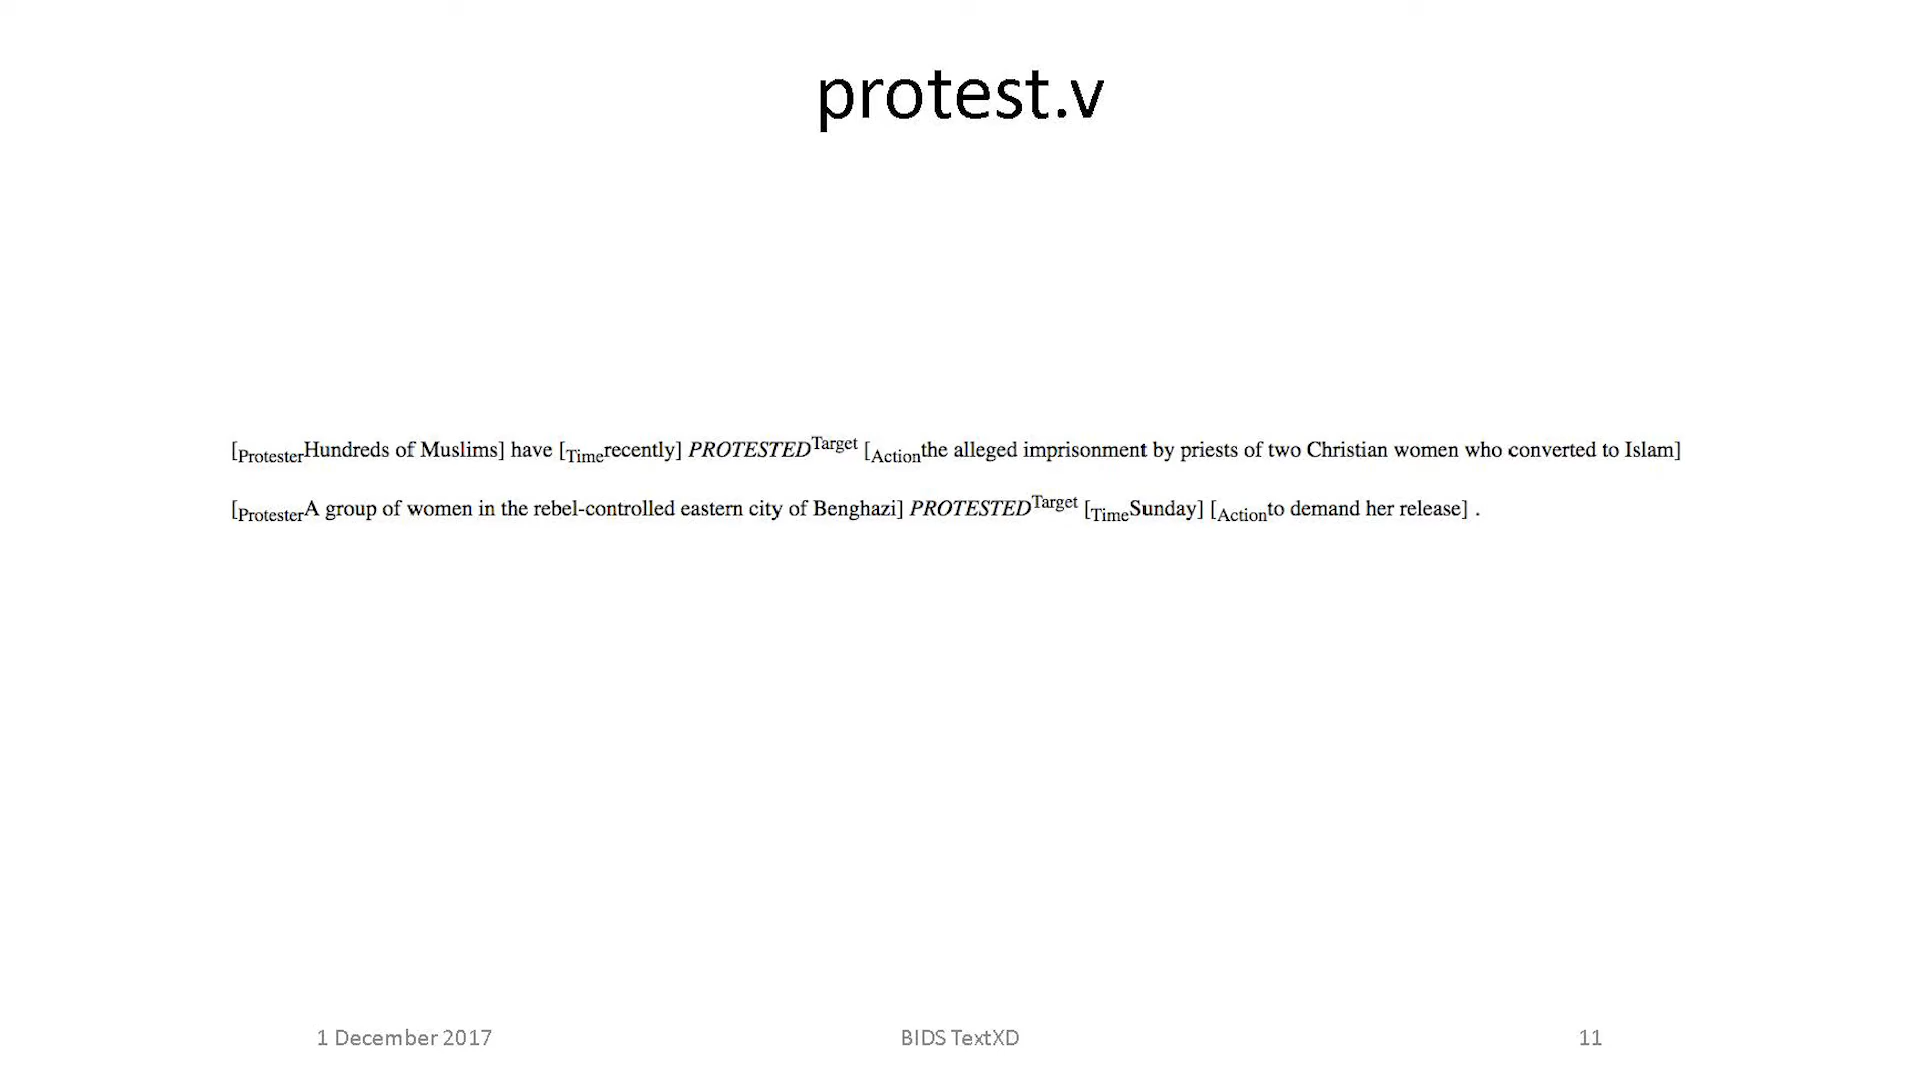 protest.v
[ProtesterHundreds of Muslims] have [Timerecently] PROTESTEDTarget [Actionthe alleged imprisonment by priests of two Christian women who converted to Islam]
[ProtesterA group of women in the rebel-controlled eastern city of Benghazi] PROTESTEDTarget [TimeSunday] [Actionto demand her release] .
1 December 2017
BIDS TextXD
11